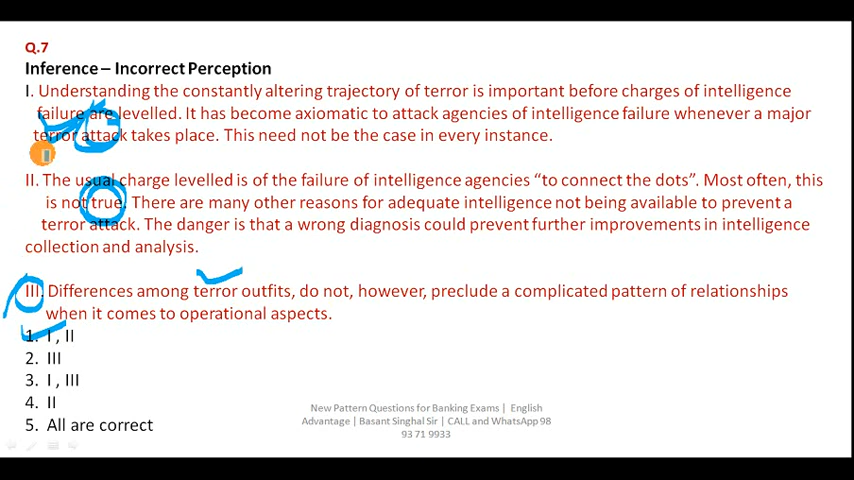 Q.7
Inference – Incorrect Perception
I. Understanding the constantly altering trajectory of terror is important before charges of intelligence
failure are levelled. It has become axiomatic to attack agencies of intelligence failure whenever a major
terror attack takes place. This need not be the case in every instance.
II. The usual charge levelled is of the failure of intelligence agencies “to connect the dots”. Most often, this
is not true. There are many other reasons for adequate intelligence not being available to prevent a
terror attack. The danger is that a wrong diagnosis could prevent further improvements in intelligence
collection and analysis.
III. Differences among terror outfits, do not, however, preclude a complicated pattern of relationships
when it comes to operational aspects.
1. I , II
2. III
3. I , III
4. II
5. All are correct
New Pattern Questions for Banking Exams | English
Advantage | Basant Singhal Sir | CALL and WhatsApp 98
93 71 9933